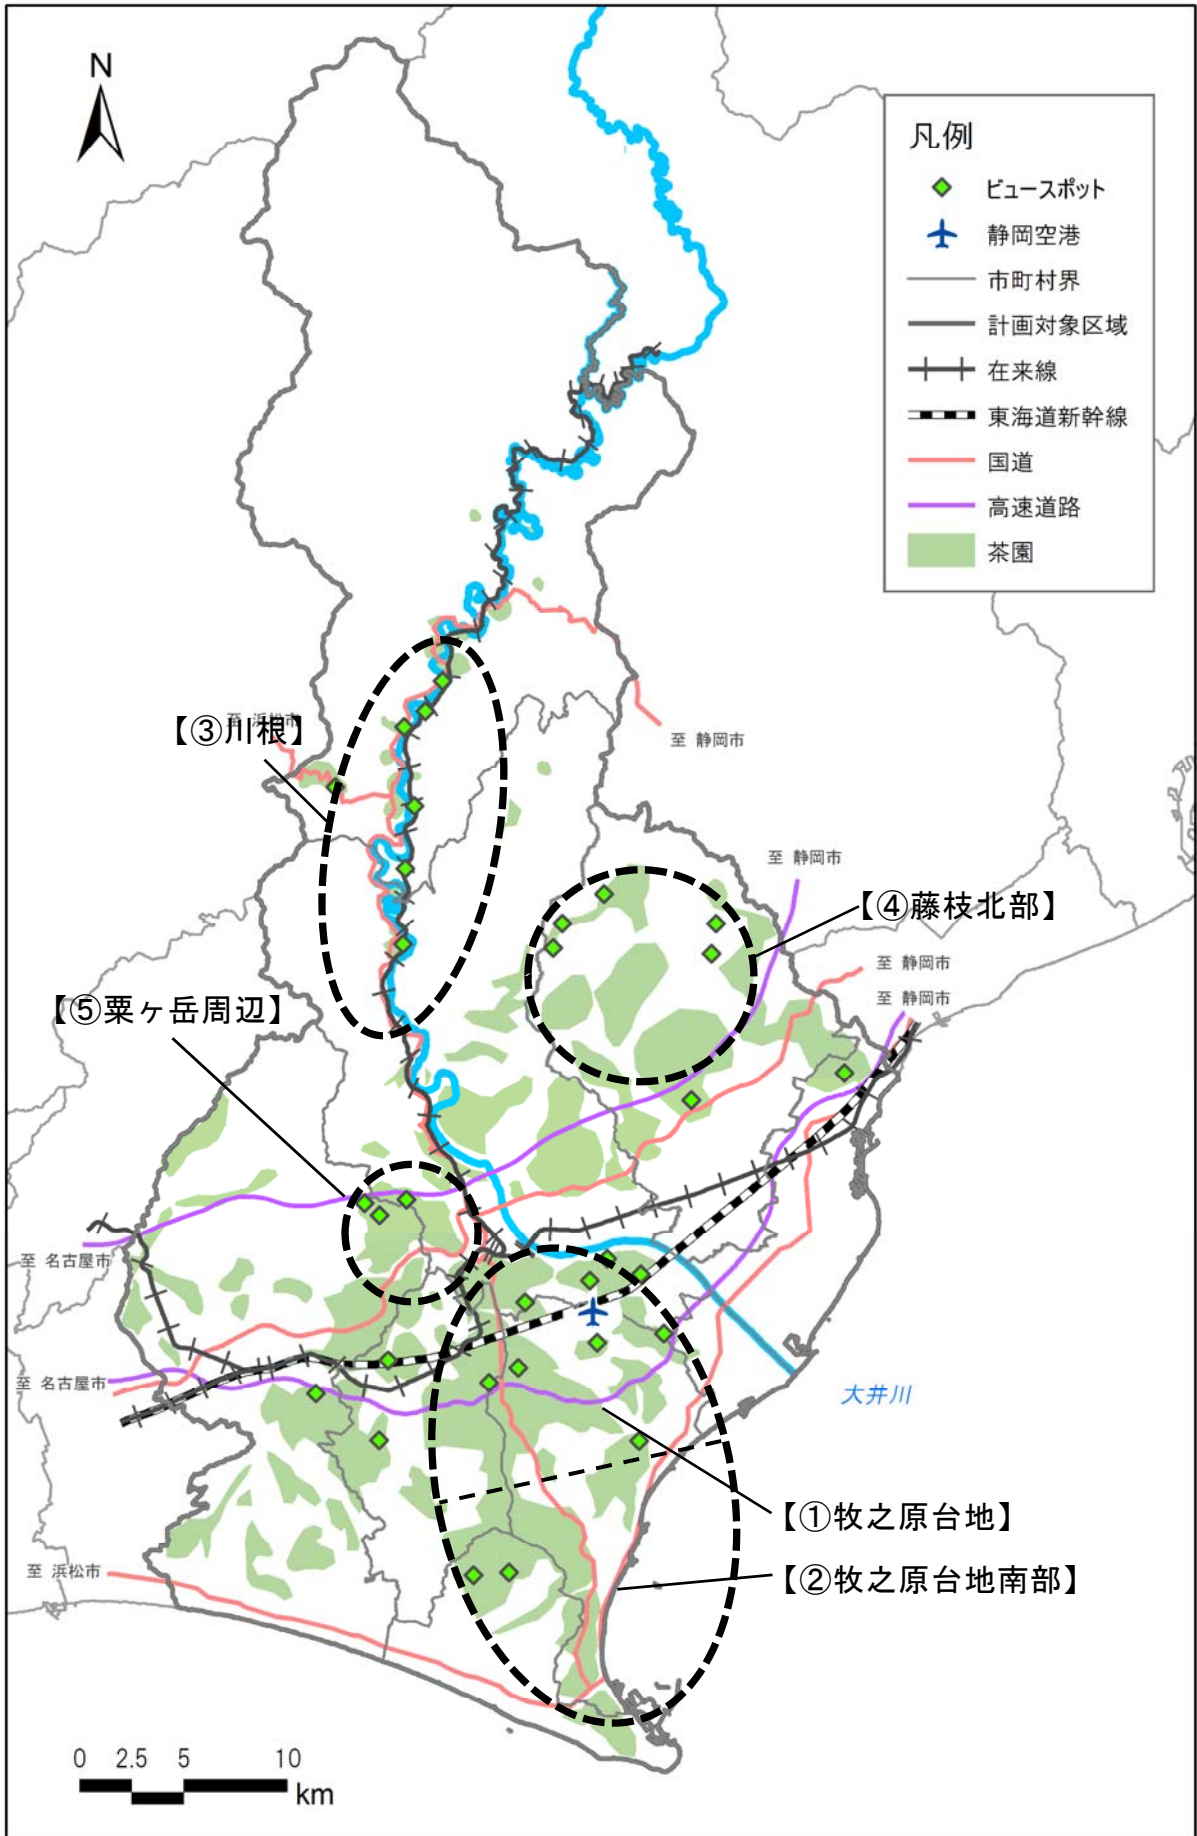 N
凡例
ビュースポット
静岡空港
市町村界
計画対象区域
在来線
東海道新幹線
国道
高速道路
茶園
至 浜松市
【③川根】
至 静岡市
至 静岡市
【④藤枝北部】
至 静岡市
至 静岡市
【⑤粟ヶ岳周辺】
至 名古屋市
至 名古屋市
大井川
【①牧之原台地】
至 浜松市
【②牧之原台地南部】
0 2.5 5 10
km